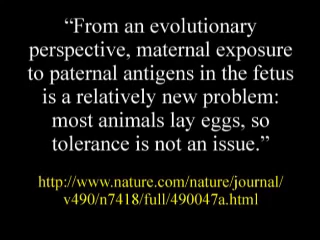 “From an evolutionary
perspective, maternal exposure
to paternal antigens in the fetus
is a relatively new problem:
most animals lay eggs, so
tolerance is not an issue.”
http://www.nature.com/nature/journal/
v490/n7418/full/490047a.html